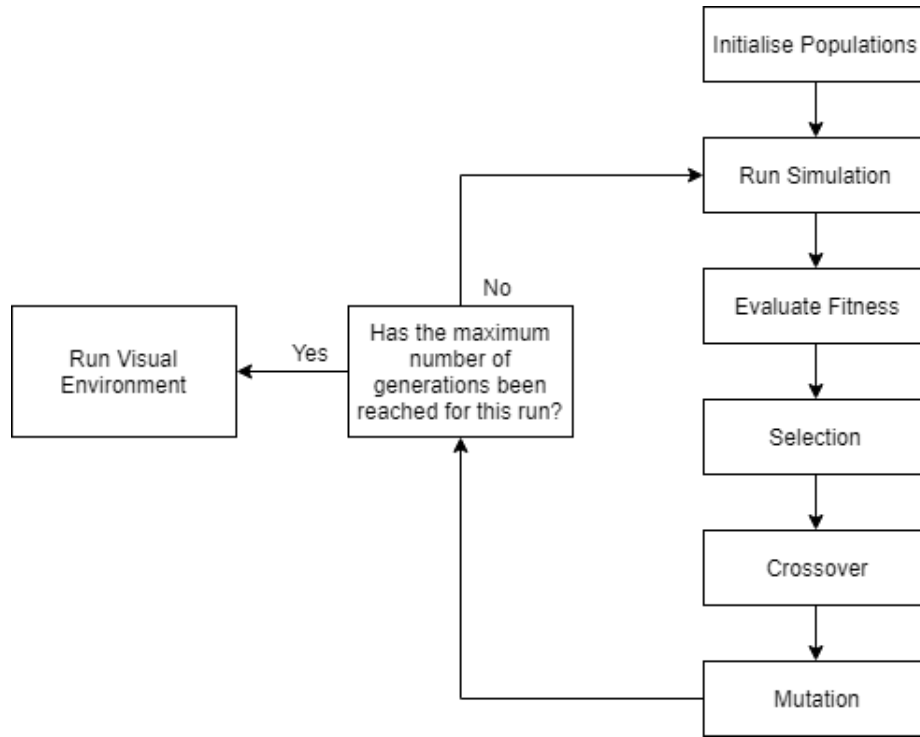 Initialise Populations
Run Simulation
No
Evaluate Fitness
Run Visual
Environment
Yes
Has the maximum
number of
generations been
reached for this run?
Selection
Crossover
Mutation